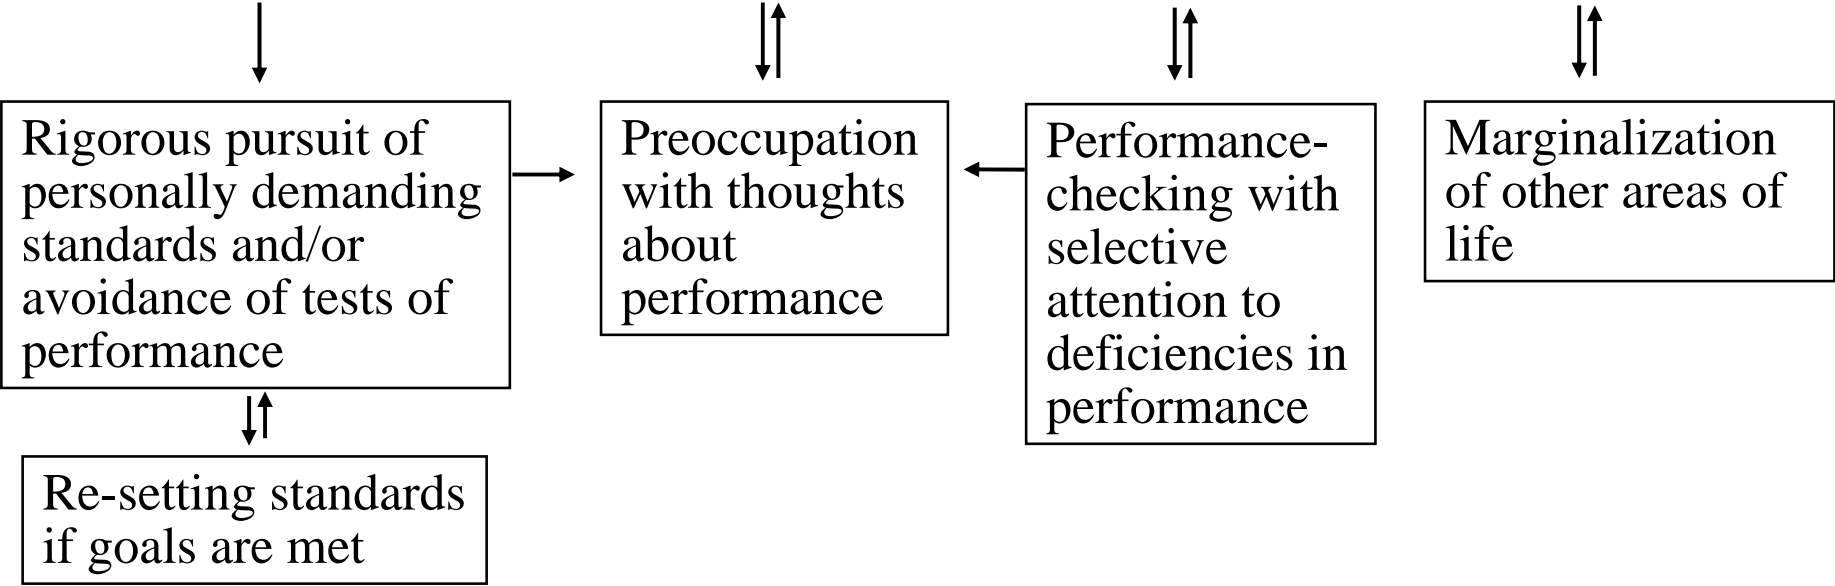 Rigorous pursuit of
personally demanding
standards and/or
avoidance of tests of
performance
Preoccupation
with thoughts
about
performance
Performance-
checking with
selective
attention to
deficiencies in
performance
Marginalization
of other areas of
life
Re-setting standards
if goals are met